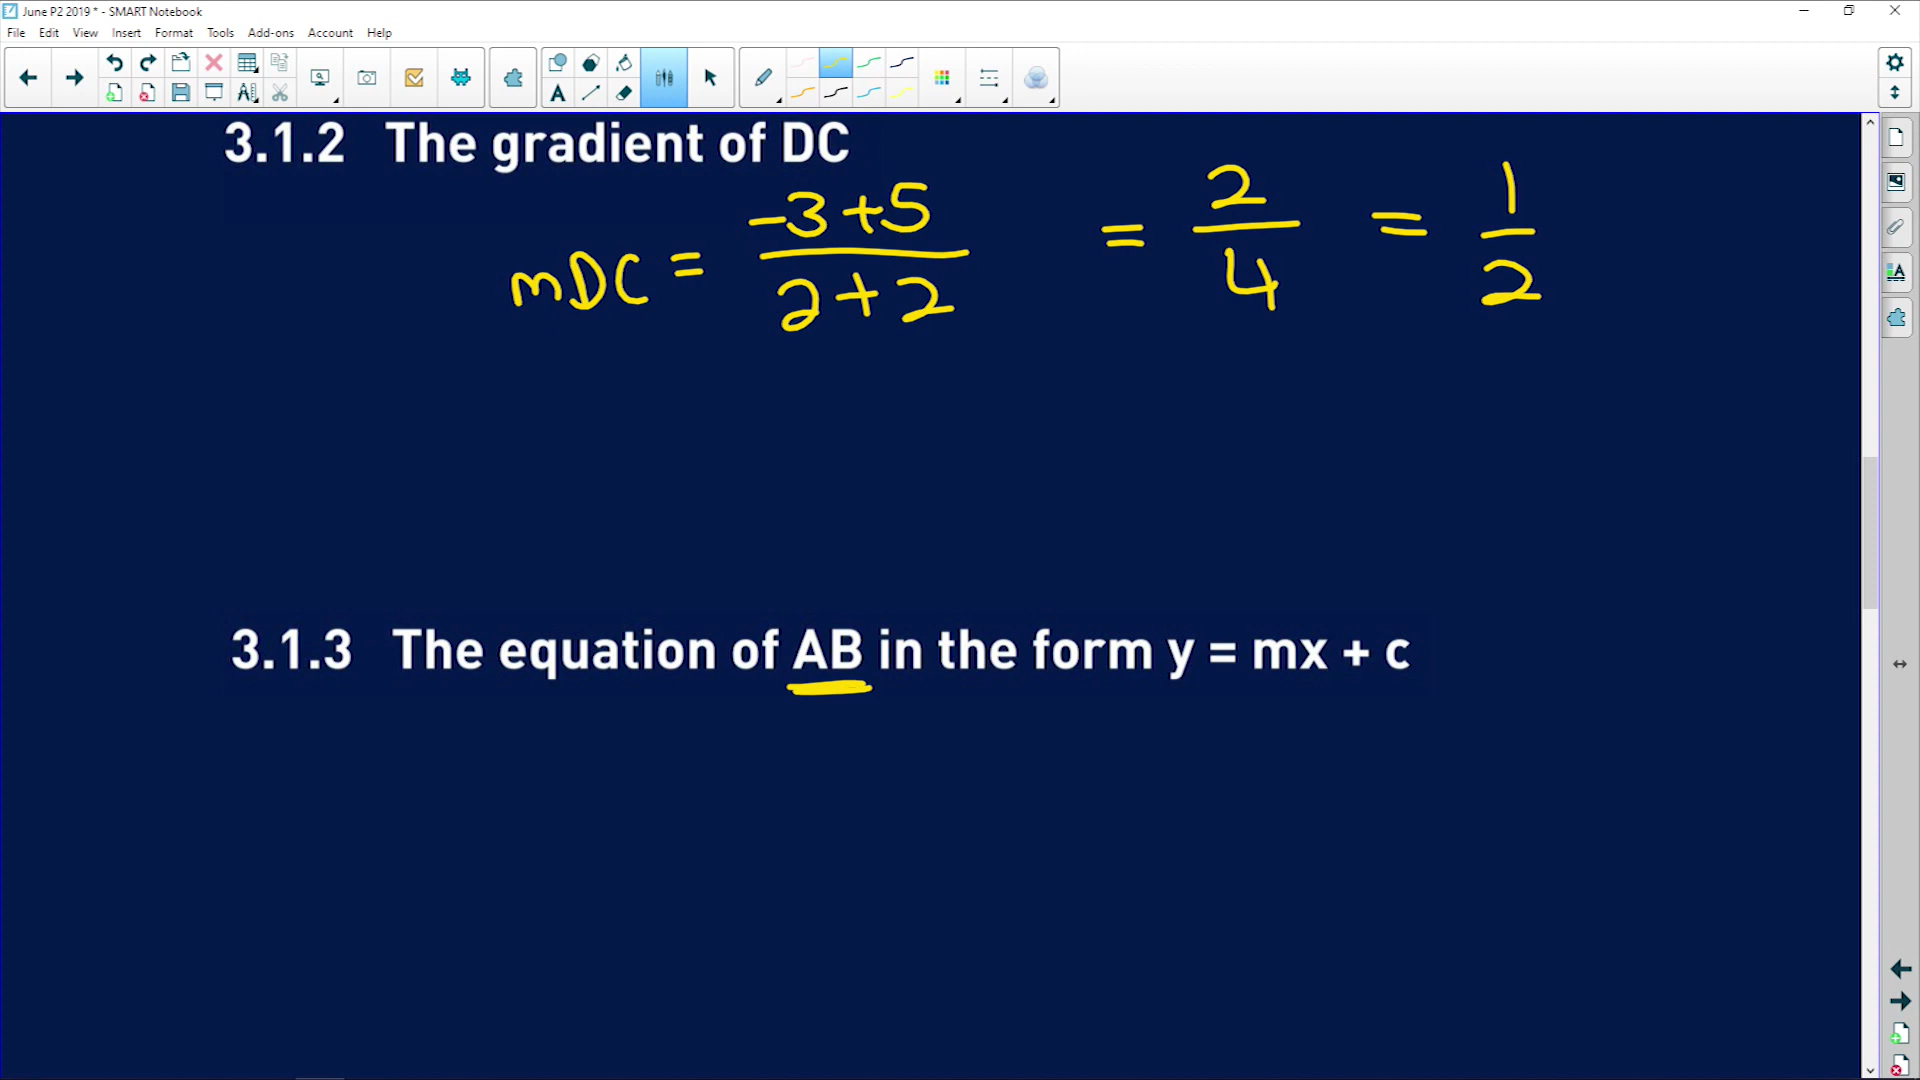 June P2 2019 * - SMART Notebook
File Edit View Insert Format Tools Add-ons Account Help
3.1.2 The gradient of DC
mDC = -3+5 / 2+2 = 2/4 = 1/2
3.1.3 The equation of AB in the form y = mx + c